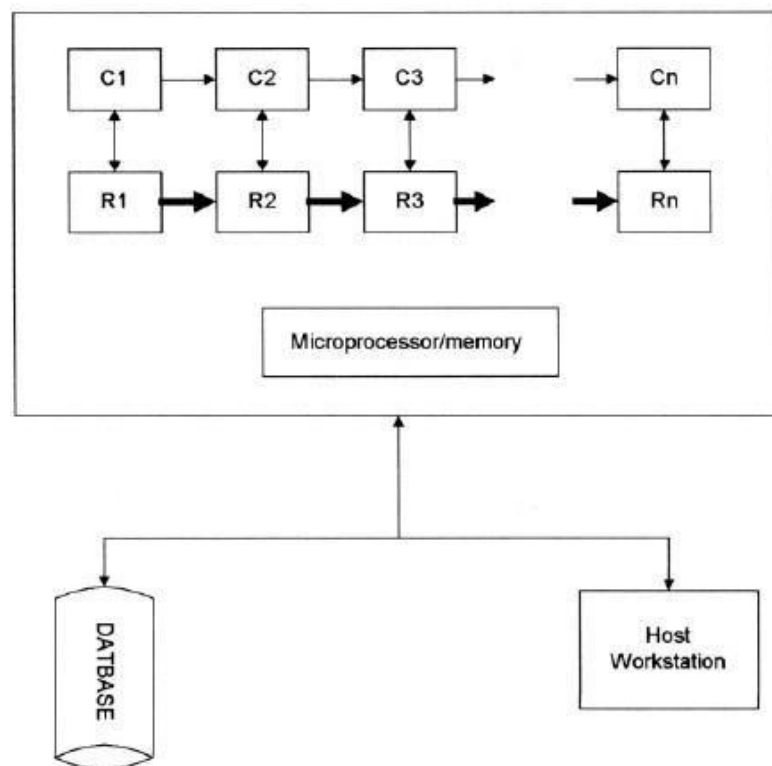 C1 C2 C3 Cn
R1 R2 R3 Rn
Microprocessor/memory
DATBASE
Host
Workstation